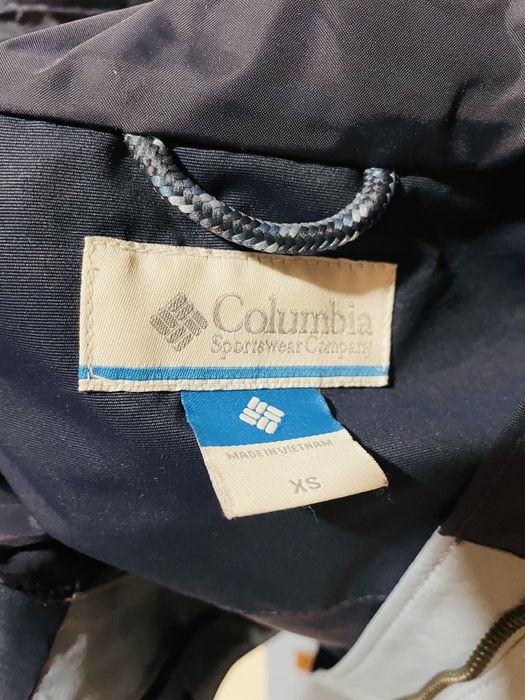 Columbia
Sportswear Company
MADE IN VIETNAM
XS